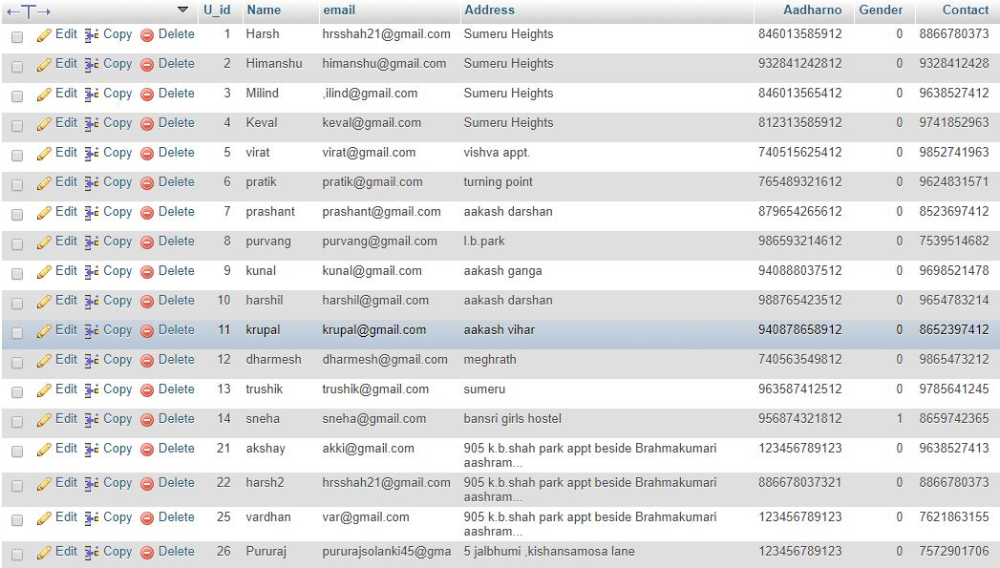 U_id Name email Address Aadharno Gender Contact
Edit Copy Delete 1 Harsh hrsshah21@gmail.com Sumeru Heights 846013585912 0 8866780373
Edit Copy Delete 2 Himanshu himanshu@gmail.com Sumeru Heights 932841242812 0 9328412428
Edit Copy Delete 3 Milind ,ilind@gmail.com Sumeru Heights 846013565412 0 9638527412
Edit Copy Delete 4 Keval keval@gmail.com Sumeru Heights 812313585912 0 9741852963
Edit Copy Delete 5 virat virat@gmail.com vishva appt. 740515625412 0 9852741963
Edit Copy Delete 6 pratik pratik@gmail.com turning point 765489321612 0 9624831571
Edit Copy Delete 7 prashant prashant@gmail.com aakash darshan 879654265612 0 8523697412
Edit Copy Delete 8 purvang purvang@gmail.com l.b.park 986593214612 0 7539514682
Edit Copy Delete 9 kunal kunal@gmail.com aakash ganga 940888037512 0 9698521478
Edit Copy Delete 10 harshil harshil@gmail.com aakash darshan 988765423512 0 9654783214
Edit Copy Delete 11 krupal krupal@gmail.com aakash vihar 940878658912 0 8652397412
Edit Copy Delete 12 dharmesh dharmesh@gmail.com meghrath 740563549812 0 9865473212
Edit Copy Delete 13 trushik trushik@gmail.com sumeru 963587412512 0 9785641245
Edit Copy Delete 14 sneha sneha@gmail.com bansri girls hostel 956874321812 1 8659742365
Edit Copy Delete 21 akshay akki@gmail.com 905 k.b.shah park appt beside Brahmakumari 123456789123 0 9638527413
aashram...
Edit Copy Delete 22 harsh2 hrsshah21@gmail.com 905 k.b.shah park appt beside Brahmakumari 886678037321 0 8866780373
aashram...
Edit Copy Delete 25 vardhan var@gmail.com 905 k.b.shah park appt beside Brahmakumari 123456789123 0 7621863155
aashram...
Edit Copy Delete 26 Pururaj pururajsolanki45@gma 5 jalbhumi ,kishansamosa lane 123456789123 0 7572901706